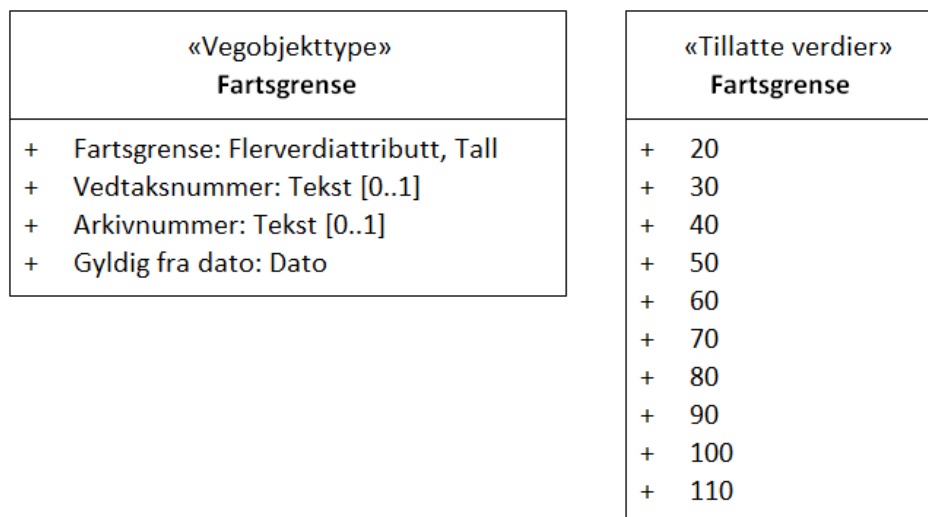 «Vegobjekttype»
Fartsgrense
+ Fartsgrense: Flerverdiattributt, Tall
+ Vedtaksnummer: Tekst [0..1]
+ Arkivnummer: Tekst [0..1]
+ Gyldig fra dato: Dato
«Tillatte verdier»
Fartsgrense
+ 20
+ 30
+ 40
+ 50
+ 60
+ 70
+ 80
+ 90
+ 100
+ 110